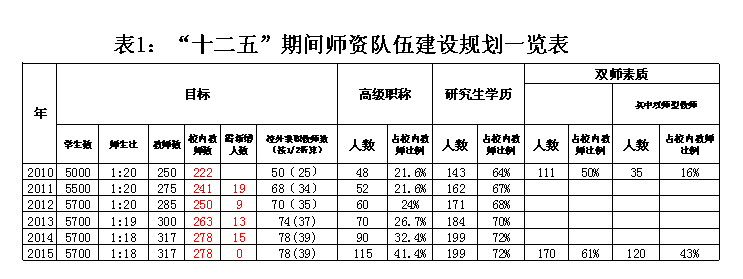 表1：“十二五”期间师资队伍建设规划一览表
年 目标 高级职称 研究生学历 双师素质
其中双师型教师
学生数 师生比 教师数 校内教师数 需新增人数 校外兼职教师数（按1/2折算） 人数 占校内教师比例 人数 占校内教师比例 人数 占校内教师比例 人数 占校内教师比例
2010 5000 1:20 250 222 50（25） 48 21.6% 143 64% 111 50% 35 16%
2011 5500 1:20 275 241 19 68（34） 52 21.6% 162 67%
2012 5700 1:20 285 250 9 70（35） 60 24% 171 68%
2013 5700 1:19 300 263 13 74(37) 70 26.7% 184 70%
2014 5700 1:18 317 278 15 78(39) 90 32.4% 199 72%
2015 5700 1:18 317 278 0 78(39) 115 41.4% 199 72% 170 61% 120 43%